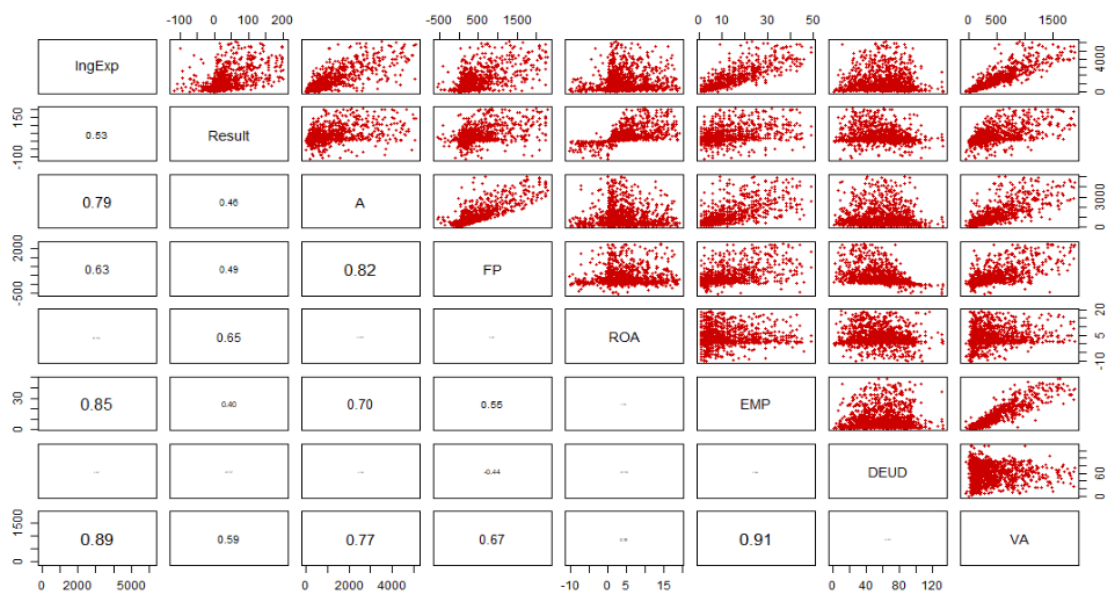 -100 0 100 200 -500 500 1500 0 10 30 50 0 500 1500
IngExp 0 4000
-100 150 0.53 Result
0.79 0.46 A 0 3000
-500 2000 0.63 0.49 0.82 FP
0.65 ROA -10 5 20
0 30 0.85 0.40 0.70 0.55 EMP
-0.44 DEUD 0 60
0 1500 0.89 0.59 0.77 0.67 0.91 VA
0 2000 4000 6000 0 2000 4000 -10 0 5 15 0 40 80 120